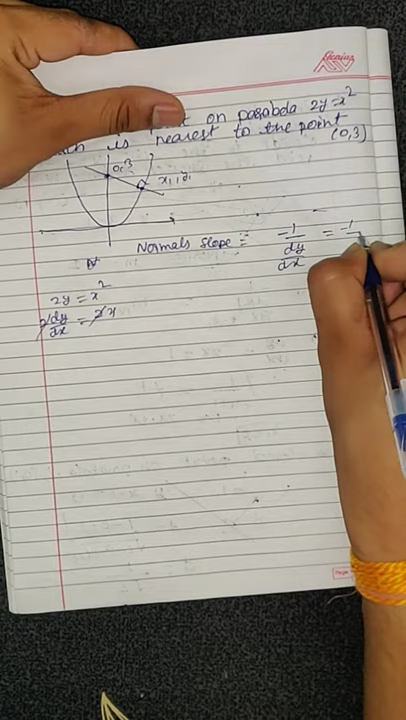 point on parabola 2y = x²
is nearest to the point
(0,3)
0,3
x₁, y₁
Normals slope = -1/(dy/dx) = -1/
2y = x²
2dy/dx = 2x